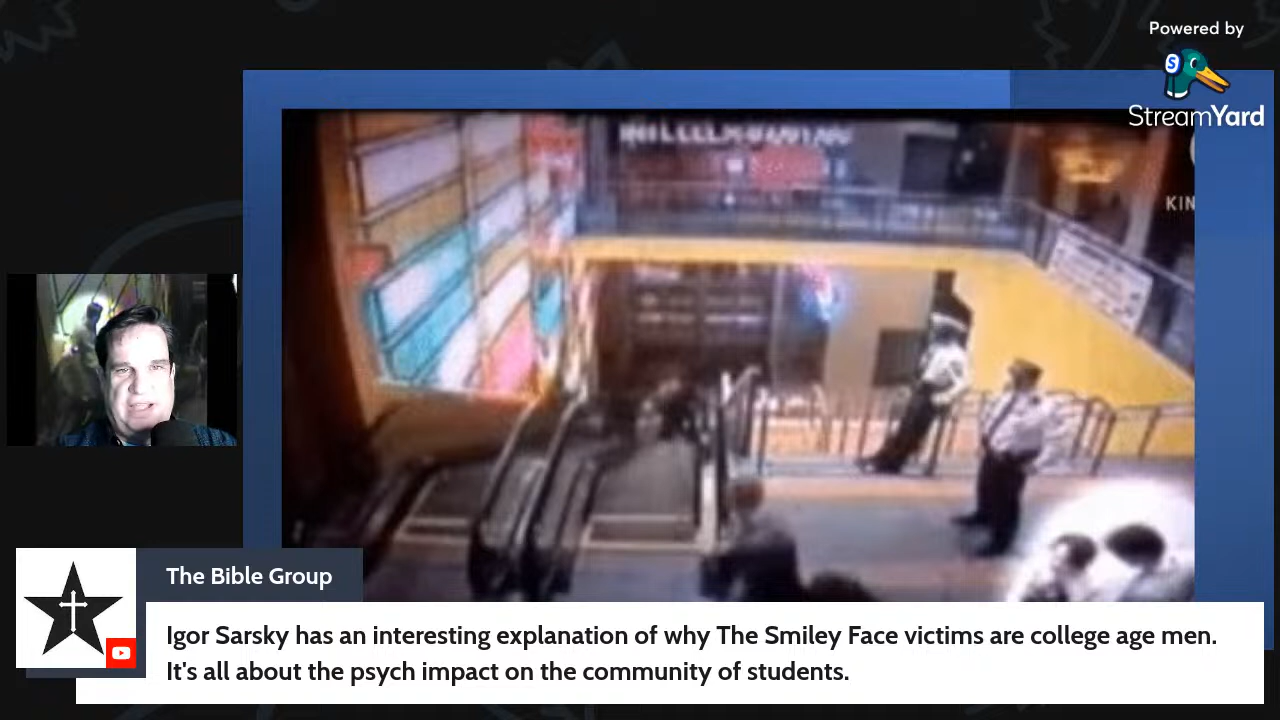 Powered by
StreamYard
KIN
The Bible Group
Igor Sarsky has an interesting explanation of why The Smiley Face victims are college age men.
It's all about the psych impact on the community of students.